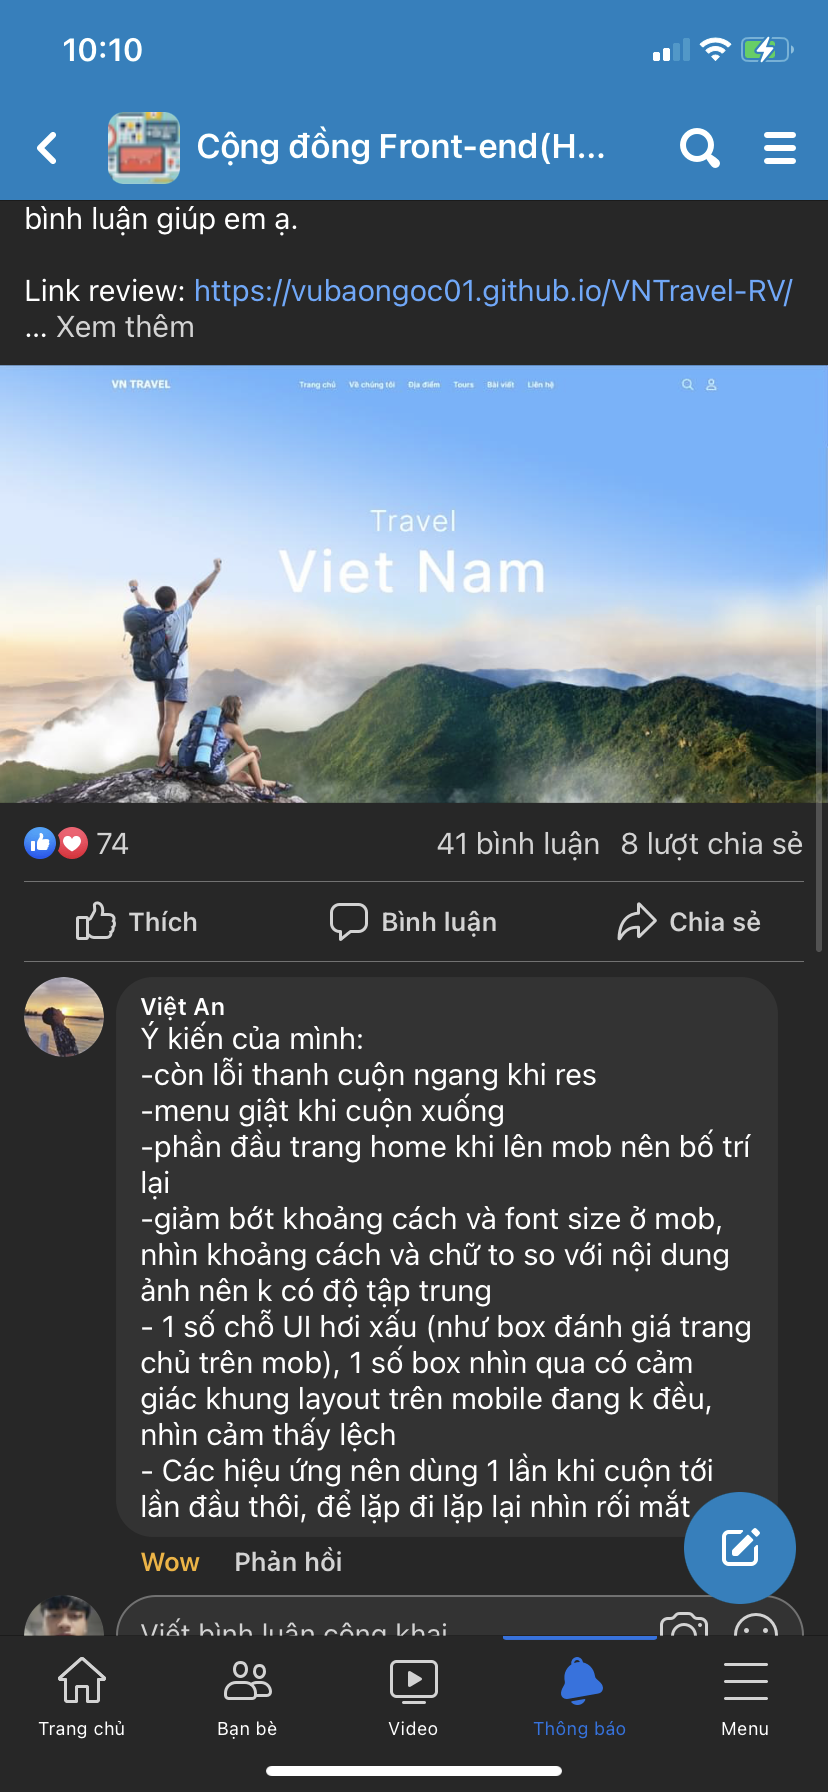 10:10
Cộng đồng Front-end(H...
bình luận giúp em ạ.
Link review: https://vubaongoc01.github.io/VNTravel-RV/
... Xem thêm
VN TRAVEL Trang chủ Về chúng tôi Địa điểm Tours Bài viết Liên hệ
Travel
Viet Nam
74 41 bình luận 8 lượt chia sẻ
Thích Bình luận Chia sẻ
Việt An
Ý kiến của mình:
-còn lỗi thanh cuộn ngang khi res
-menu giật khi cuộn xuống
-phần đầu trang home khi lên mob nên bố trí
lại
-giảm bớt khoảng cách và font size ở mob,
nhìn khoảng cách và chữ to so với nội dung
ảnh nên k có độ tập trung
- 1 số chỗ UI hơi xấu (như box đánh giá trang
chủ trên mob), 1 số box nhìn qua có cảm
giác khung layout trên mobile đang k đều,
nhìn cảm thấy lệch
- Các hiệu ứng nên dùng 1 lần khi cuộn tới
lần đầu thôi, để lặp đi lặp lại nhìn rối mắt
Wow Phản hồi
Viết bình luận công khai
Trang chủ Bạn bè Video Thông báo Menu